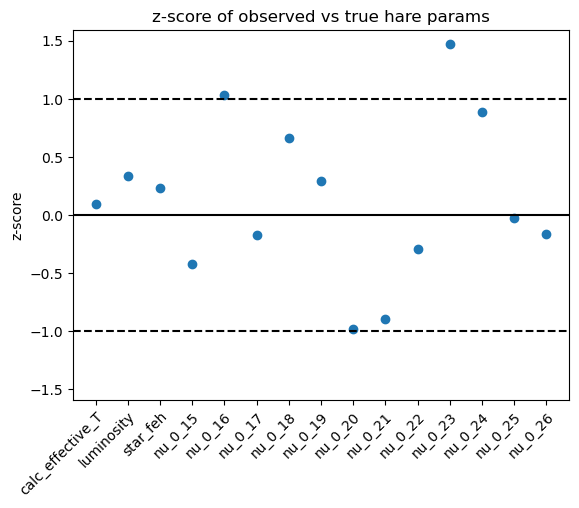 z-score of observed vs true hare params
z-score
1.5
1.0
0.5
0.0
−0.5
−1.0
−1.5
calc_effective_T
luminosity
star_feh
nu_0_15
nu_0_16
nu_0_17
nu_0_18
nu_0_19
nu_0_20
nu_0_21
nu_0_22
nu_0_23
nu_0_24
nu_0_25
nu_0_26